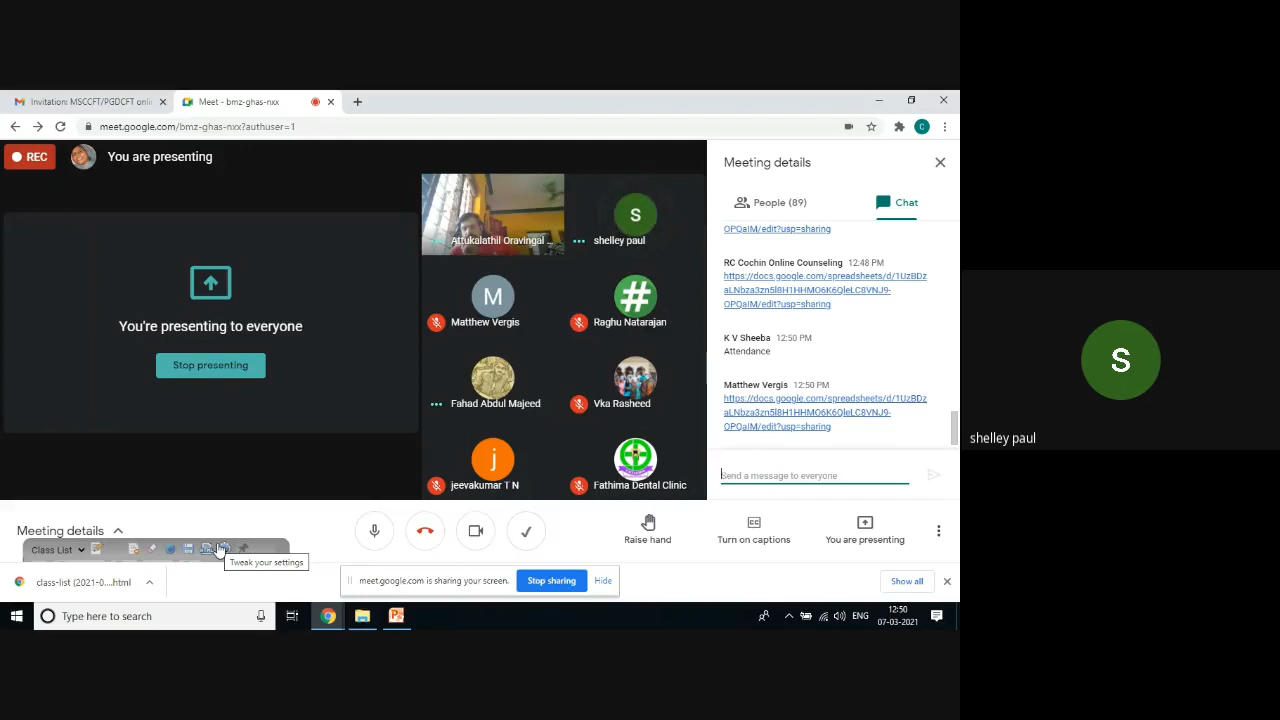 Invitation: MSCCFT/PGDCFT onli
Meet - bmz-ghas-nxx
meet.google.com/bmz-ghas-nxx?authuser=1
C
REC
You are presenting
You're presenting to everyone
Stop presenting
Attukalathil Oravingal ...
S
shelley paul
M
Matthew Vergis
#
Raghu Natarajan
Fahad Abdul Majeed
Vka Rasheed
j
jeevakumar T N
Fathima Dental Clinic
Meeting details
People (89)
Chat
OPQaIM/edit?usp=sharing
RC Cochin Online Counseling 12:48 PM
https://docs.google.com/spreadsheets/d/1UzBDz
aLNbza3zn5l8H1HHMO6K6QleLC8VNJ9-
OPQaIM/edit?usp=sharing
K V Sheeba 12:50 PM
Attendance
Matthew Vergis 12:50 PM
https://docs.google.com/spreadsheets/d/1UzBDz
aLNbza3zn5l8H1HHMO6K6QleLC8VNJ9-
OPQaIM/edit?usp=sharing
Send a message to everyone
S
shelley paul
Meeting details
Raise hand
Turn on captions
You are presenting
Class List
Tweak your settings
class-list (2021-0....html
meet.google.com is sharing your screen.
Stop sharing
Hide
Show all
Type here to search
ENG
12:50
07-03-2021